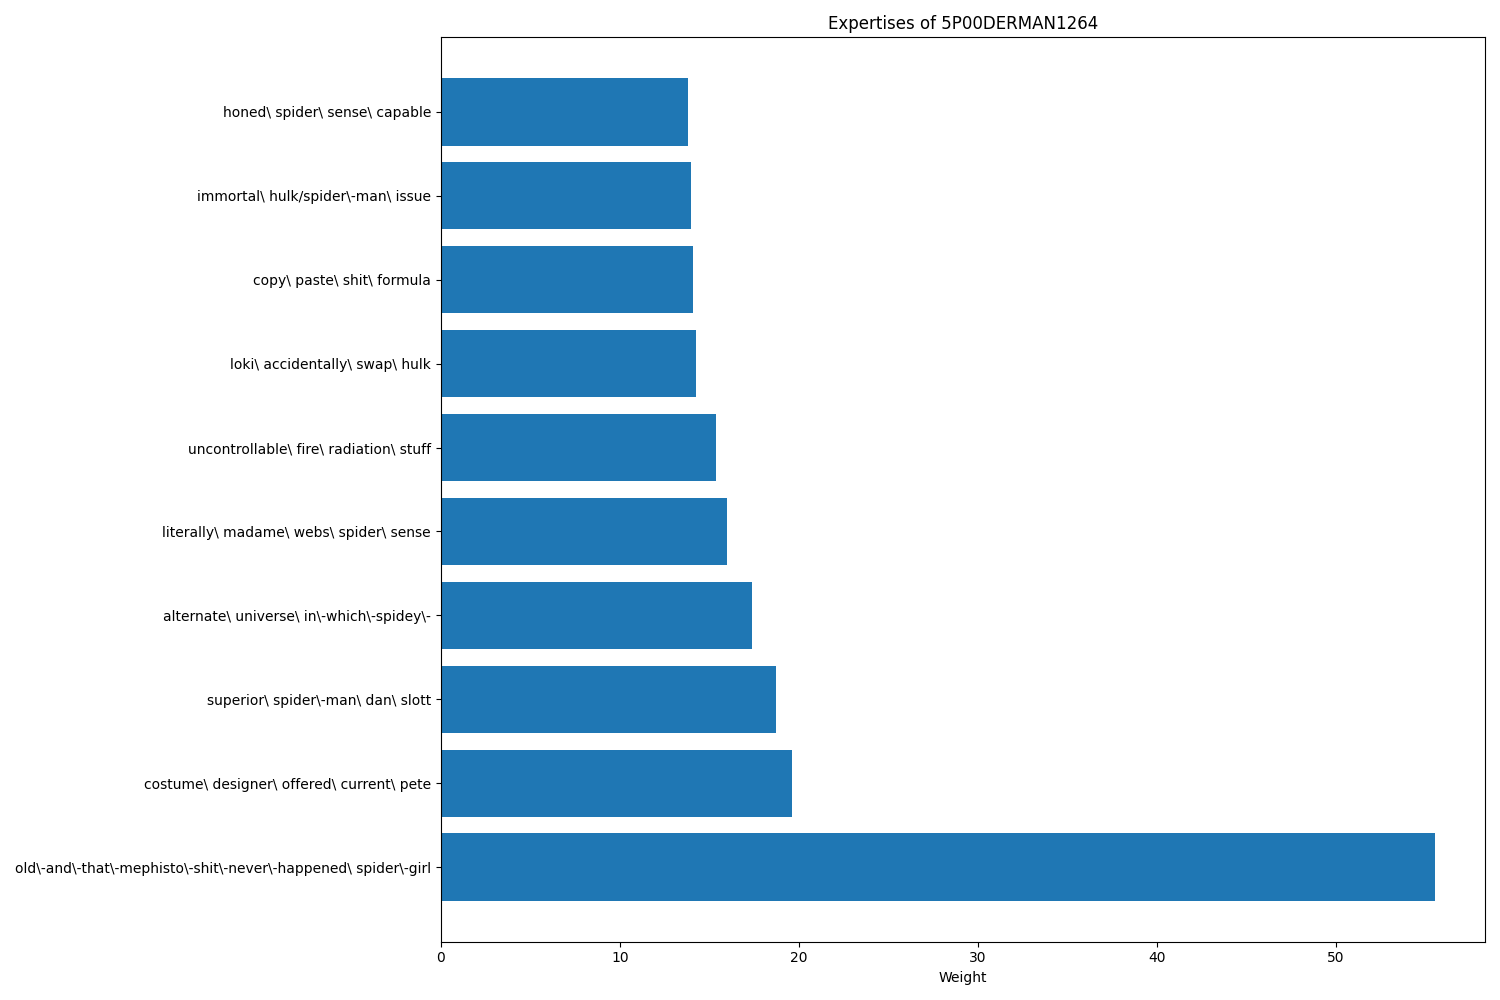 Expertises of 5P00DERMAN1264
honed\ spider\ sense\ capable
immortal\ hulk/spider\-man\ issue
copy\ paste\ shit\ formula
loki\ accidentally\ swap\ hulk
uncontrollable\ fire\ radiation\ stuff
literally\ madame\ webs\ spider\ sense
alternate\ universe\ in\-which\-spidey\-
superior\ spider\-man\ dan\ slott
costume\ designer\ offered\ current\ pete
old\-and\-that\-mephisto\-shit\-never\-happened\ spider\-girl
0 10 20 30 40 50
Weight